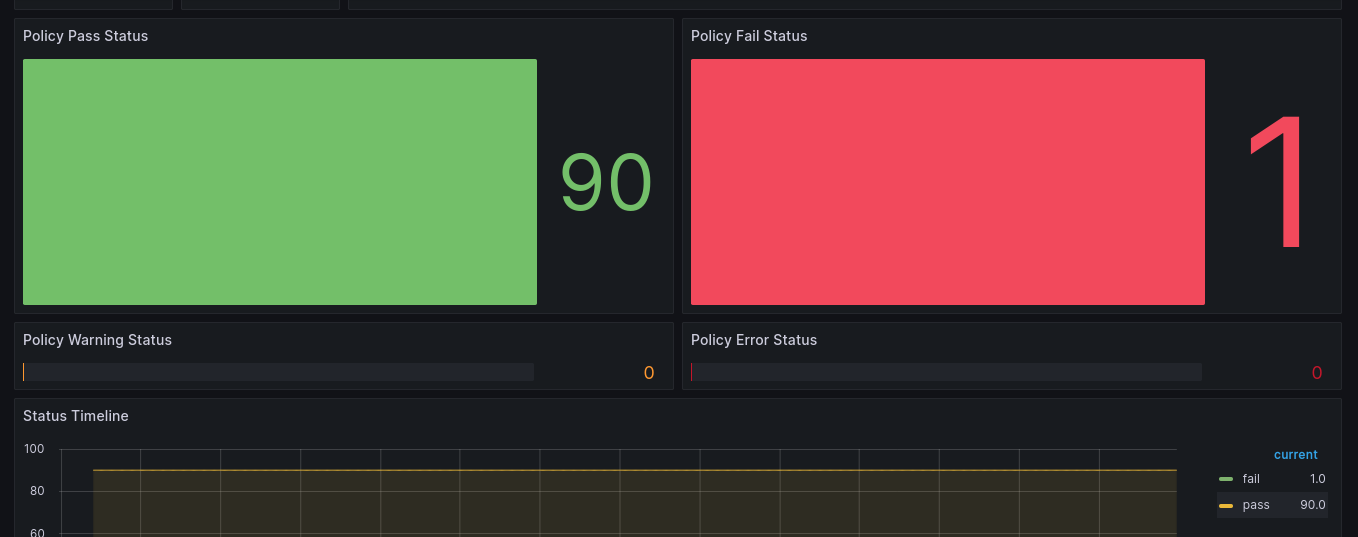 Policy Pass Status
Policy Fail Status
90
1
Policy Warning Status
Policy Error Status
0
0
Status Timeline
100
80
60
current
fail 1.0
pass 90.0